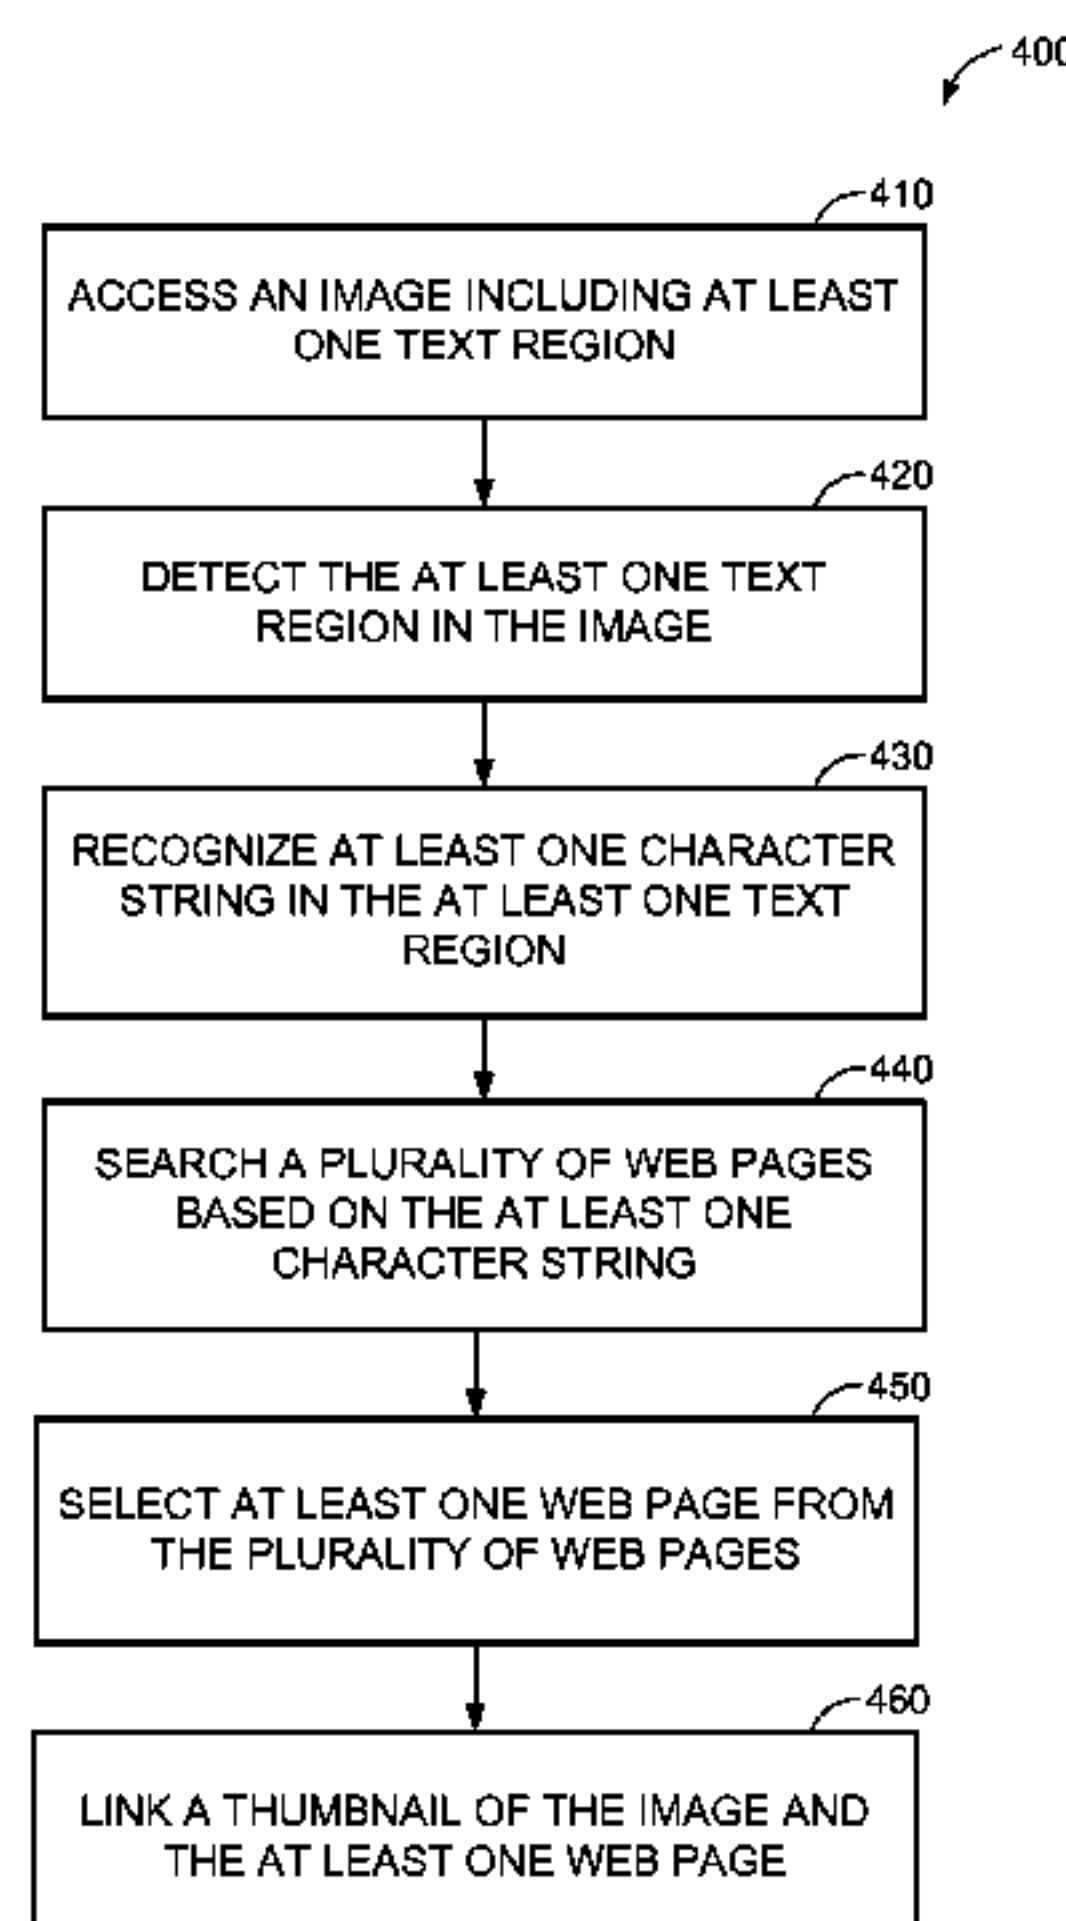 400
410
ACCESS AN IMAGE INCLUDING AT LEAST
ONE TEXT REGION
420
DETECT THE AT LEAST ONE TEXT
REGION IN THE IMAGE
430
RECOGNIZE AT LEAST ONE CHARACTER
STRING IN THE AT LEAST ONE TEXT
REGION
440
SEARCH A PLURALITY OF WEB PAGES
BASED ON THE AT LEAST ONE
CHARACTER STRING
450
SELECT AT LEAST ONE WEB PAGE FROM
THE PLURALITY OF WEB PAGES
460
LINK A THUMBNAIL OF THE IMAGE AND
THE AT LEAST ONE WEB PAGE